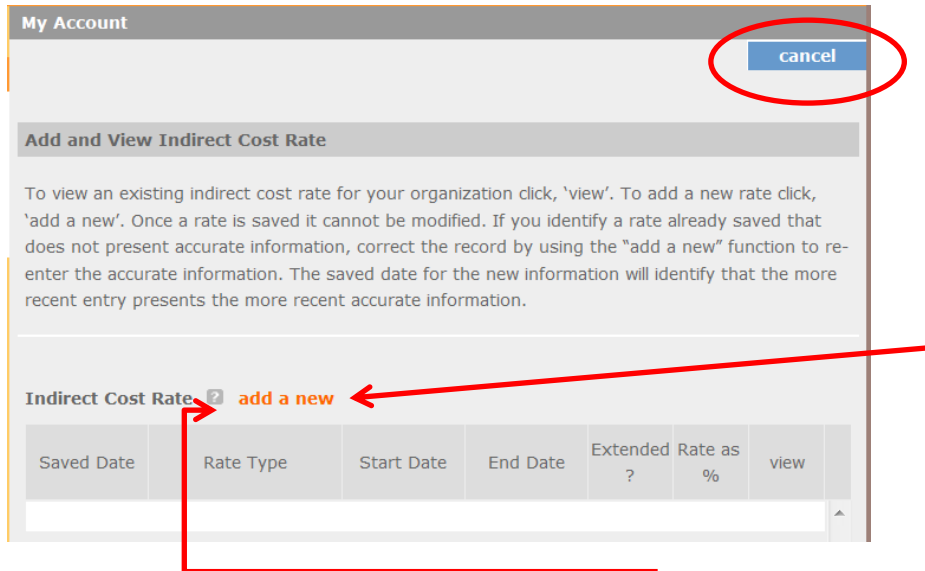 My Account
cancel
Add and View Indirect Cost Rate
To view an existing indirect cost rate for your organization click, ‘view’. To add a new rate click,
‘add a new’. Once a rate is saved it cannot be modified. If you identify a rate already saved that
does not present accurate information, correct the record by using the “add a new” function to re-
enter the accurate information. The saved date for the new information will identify that the more
recent entry presents the more recent accurate information.
Indirect Cost Rate ? add a new
Saved Date Rate Type Start Date End Date Extended ? Rate as % view